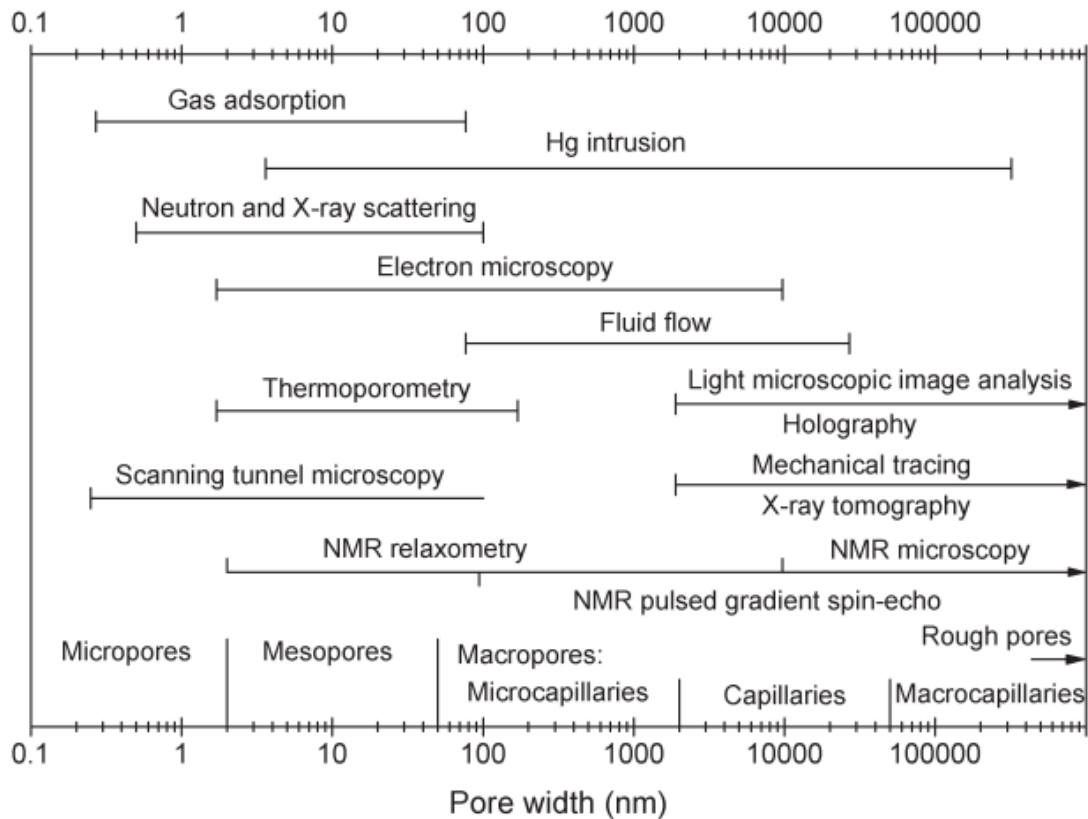 0.1 1 10 100 1000 10000 100000
Gas adsorption
Hg intrusion
Neutron and X-ray scattering
Electron microscopy
Fluid flow
Thermoporometry
Light microscopic image analysis
Holography
Scanning tunnel microscopy
Mechanical tracing
X-ray tomography
NMR relaxometry
NMR microscopy
NMR pulsed gradient spin-echo
Rough pores
Micropores
Mesopores
Macropores:
Microcapillaries
Capillaries
Macrocapillaries
0.1 1 10 100 1000 10000 100000
Pore width (nm)